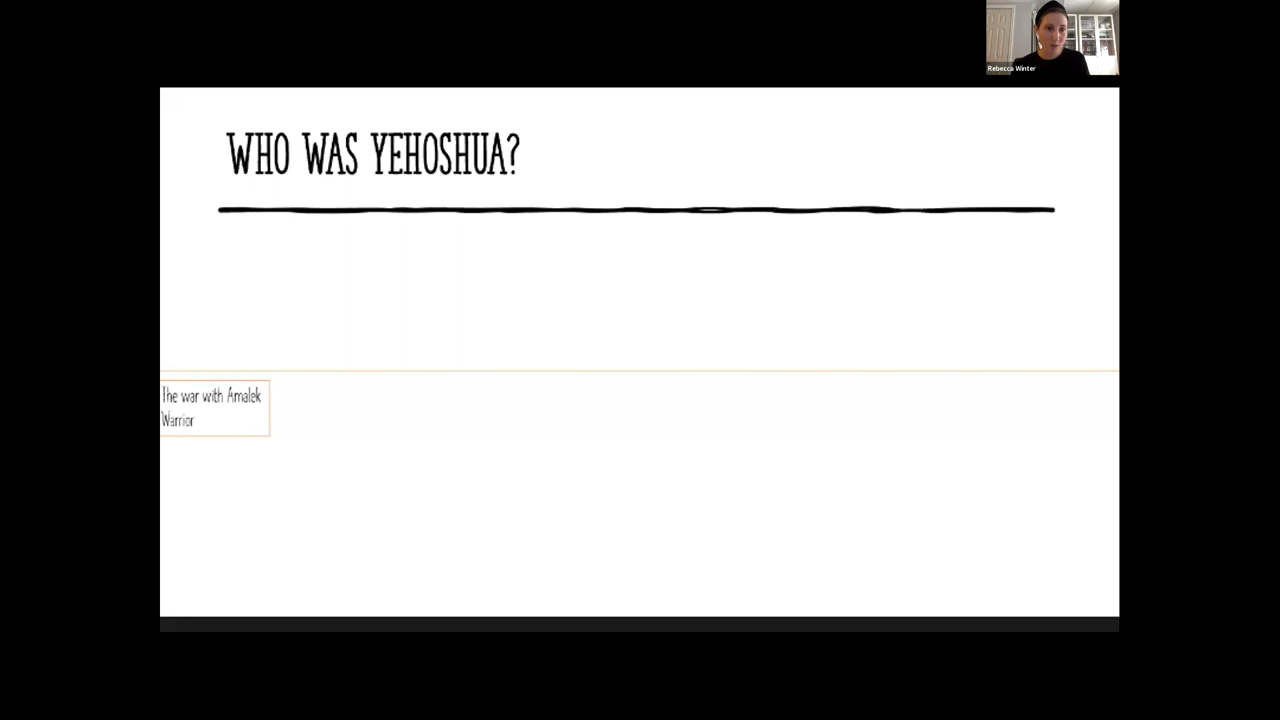 Rebecca Winter
WHO WAS YEHOSHUA?
The war with Amalek
Warrior